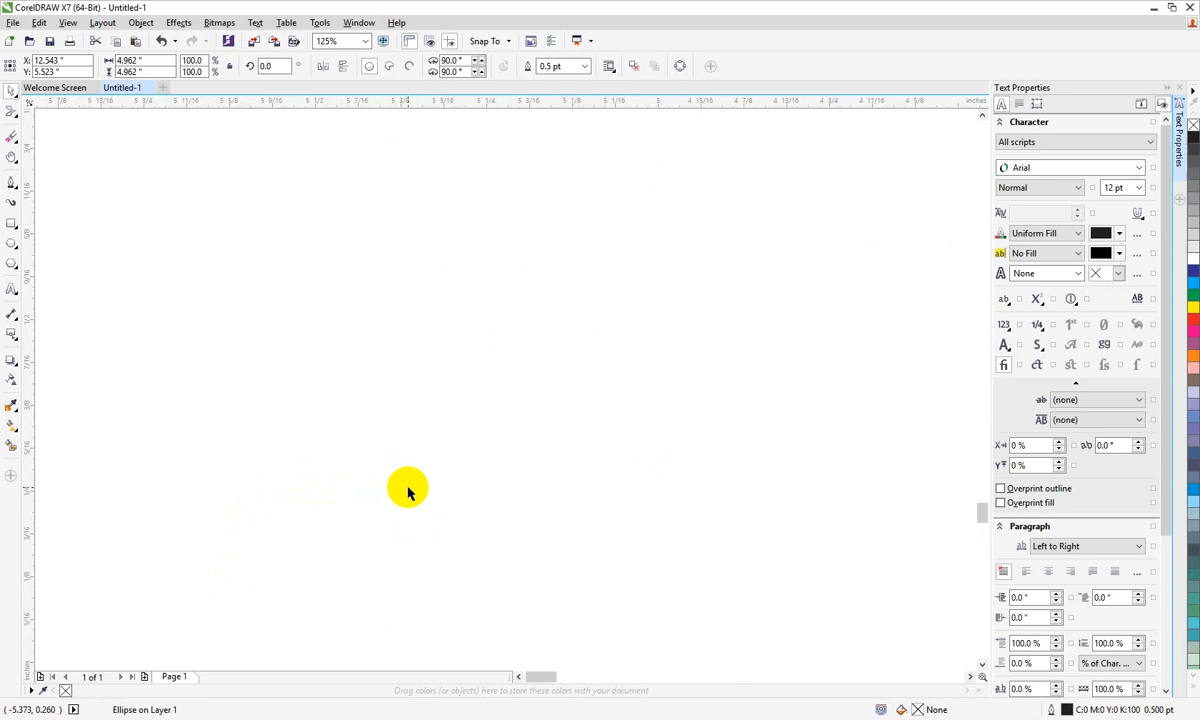 CorelDRAW X7 (64-Bit) - Untitled-1
File Edit View Layout Object Effects Bitmaps Text Table Tools Window Help
125% Snap To
X: 12.543 " 4.962 " 100.0 % 0.0 ° 90.0 ° 0.5 pt
Y: 5.523 " 4.962 " 100.0 % 90.0 °
Welcome Screen Untitled-1
inches
Text Properties
Character
All scripts
Arial
Normal 12 pt
Uniform Fill
No Fill
None
(none)
(none)
X 0 % 0.0 °
Y 0 %
Overprint outline
Overprint fill
Paragraph
Left to Right
0.0 " 0.0 "
0.0 "
100.0 % 100.0 %
0.0 % % of Char. ...
0.0 % 100.0 %
Text Properties
1 of 1 Page 1
Drag colors (or objects) here to store these colors with your document
( -5.373, 0.260 ) Ellipse on Layer 1 None C:0 M:0 Y:0 K:100 0.500 pt